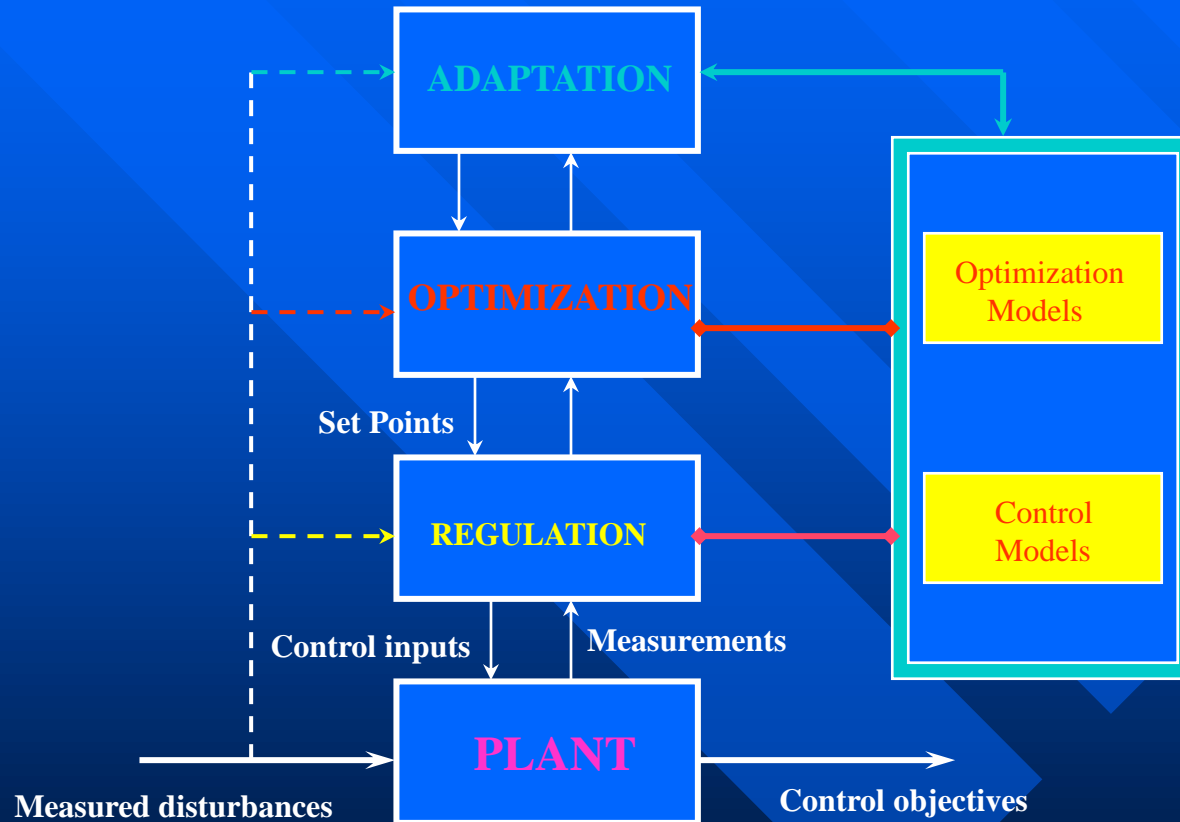 ADAPTATION
OPTIMIZATION
Optimization
Models
Set Points
REGULATION
Control
Models
Control inputs
Measurements
PLANT
Measured disturbances
Control objectives